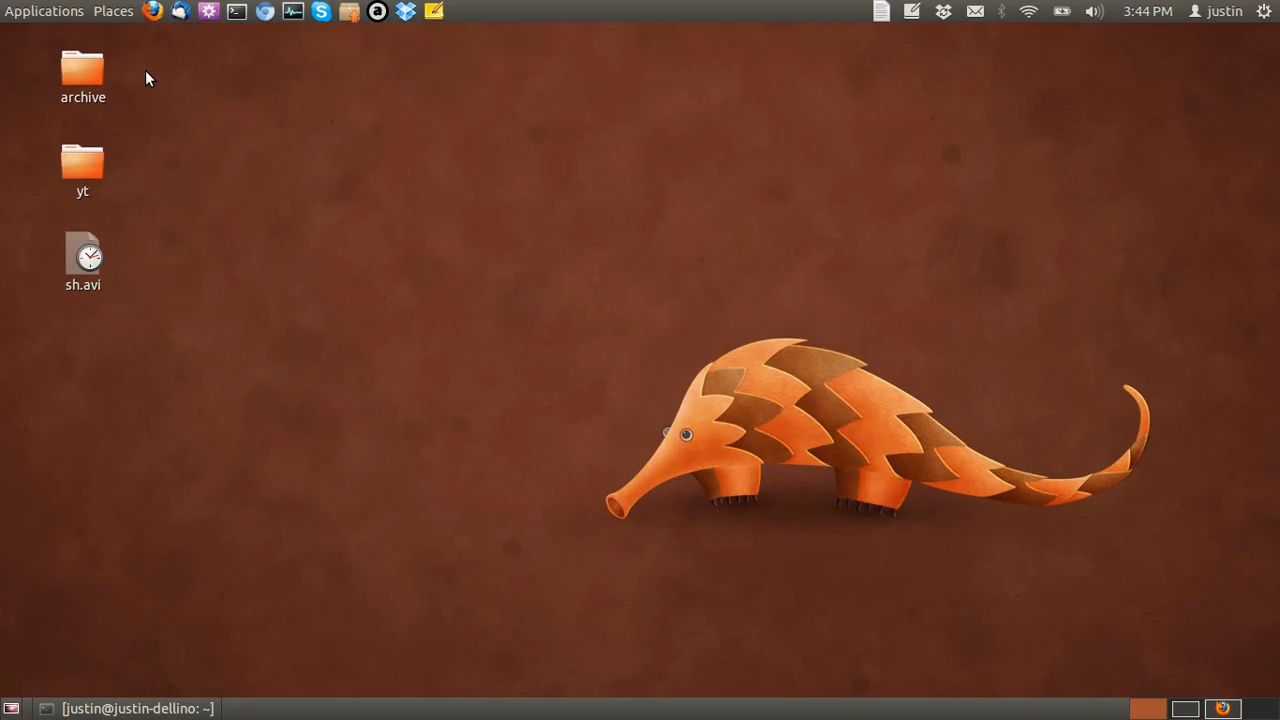 Applications Places 3:44 PM justin
archive
yt
sh.avi
[justin@justin-dellino: ~]